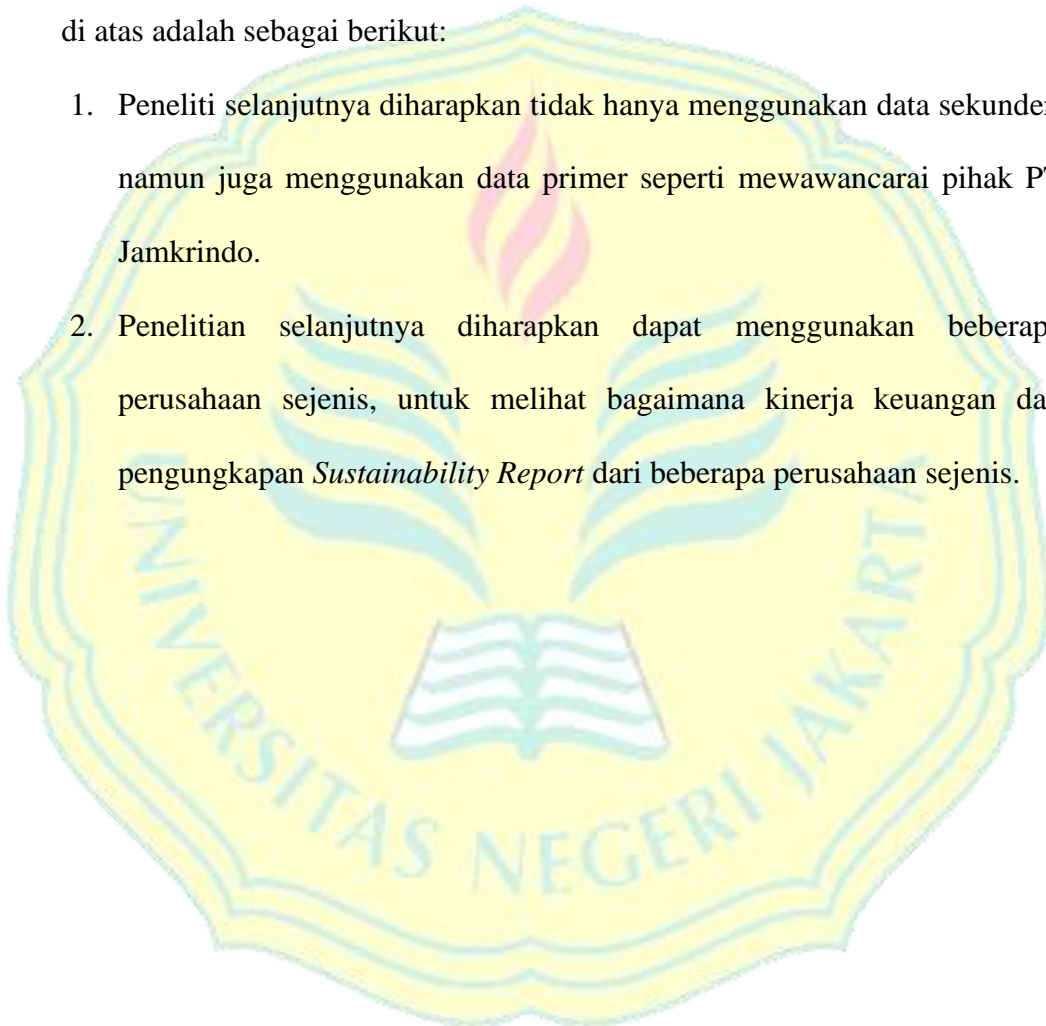 di atas adalah sebagai berikut:
1. Peneliti selanjutnya diharapkan tidak hanya menggunakan data sekunder
namun juga menggunakan data primer seperti mewawancarai pihak PT
Jamkrindo.
2. Penelitian selanjutnya diharapkan dapat menggunakan beberap
perusahaan sejenis, untuk melihat bagaimana kinerja keuangan da
pengungkapan Sustainability Report dari beberapa perusahaan sejenis.
UNIVERSITAS NEGERI JAKARTA